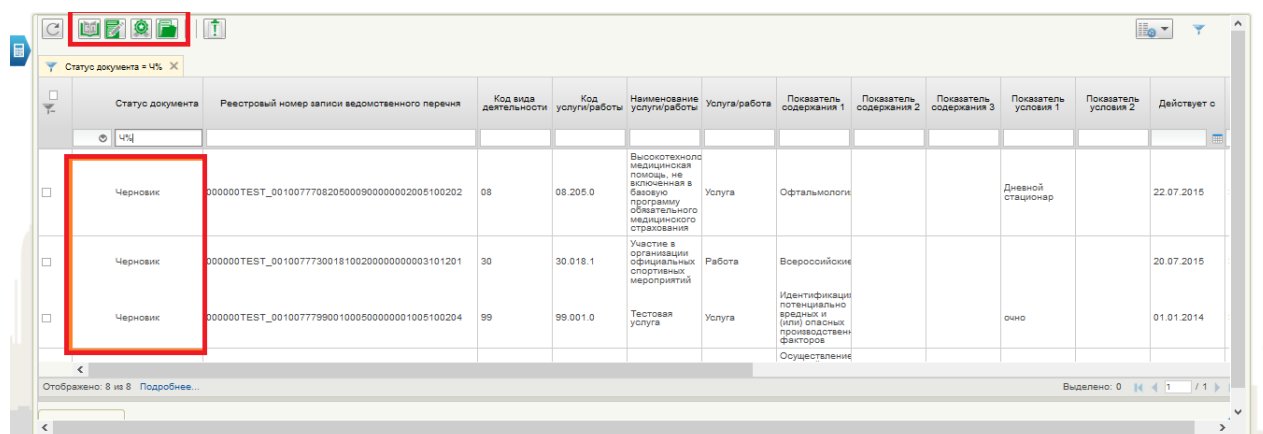 Статус документа = Ч%
Статус документа
Реестровый номер записи ведомственного перечня
Код вида
деятельности
Код
услуги/работы
Наименование
услуги/работы
Услуга/работа
Показатель
содержания 1
Показатель
содержания 2
Показатель
содержания 3
Показатель
условия 1
Показатель
условия 2
Действует с
Ч%
Черновик
000000TEST_001007770820500090000002005100202
08
08.205.0
Высокотехноло
медицинская
помощь, не
включенная в
базовую
программу
обязательного
медицинского
страхования
Услуга
Офтальмологи
Дневной
стационар
22.07.2015
Черновик
000000TEST_001007773001810020000000003101201
30
30.018.1
Участие в
организации
официальных
спортивных
мероприятий
Работа
Всероссийские
20.07.2015
Черновик
000000TEST_001007779900100050000001005100204
99
99.001.0
Тестовая
услуга
Услуга
Идентификаци
потенциально
вредных и
(или) опасных
производствен
факторов
очно
01.01.2014
Осуществление
Отображено: 8 из 8 Подробнее...
Выделено: 0
1 / 1